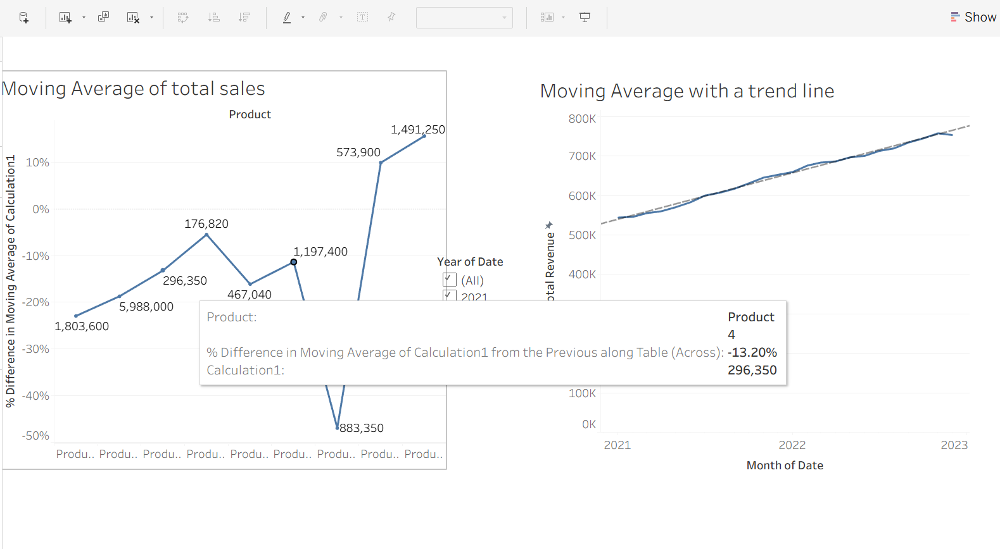 Show
Moving Average of total sales
Product
% Difference in Moving Average of Calculation1
10%
0%
-10%
-20%
-30%
-40%
-50%
1,803,600
5,988,000
296,350
176,820
467,040
1,197,400
883,350
573,900
1,491,250
Produ.. Produ.. Produ.. Produ.. Produ.. Produ.. Produ.. Produ.. Produ..
Year of Date
(All)
2021
Product: Product
4
% Difference in Moving Average of Calculation1 from the Previous along Table (Across): -13.20%
Calculation1: 296,350
Moving Average with a trend line
otal Revenue
800K
700K
600K
500K
400K
100K
0K
2021 2022 2023
Month of Date